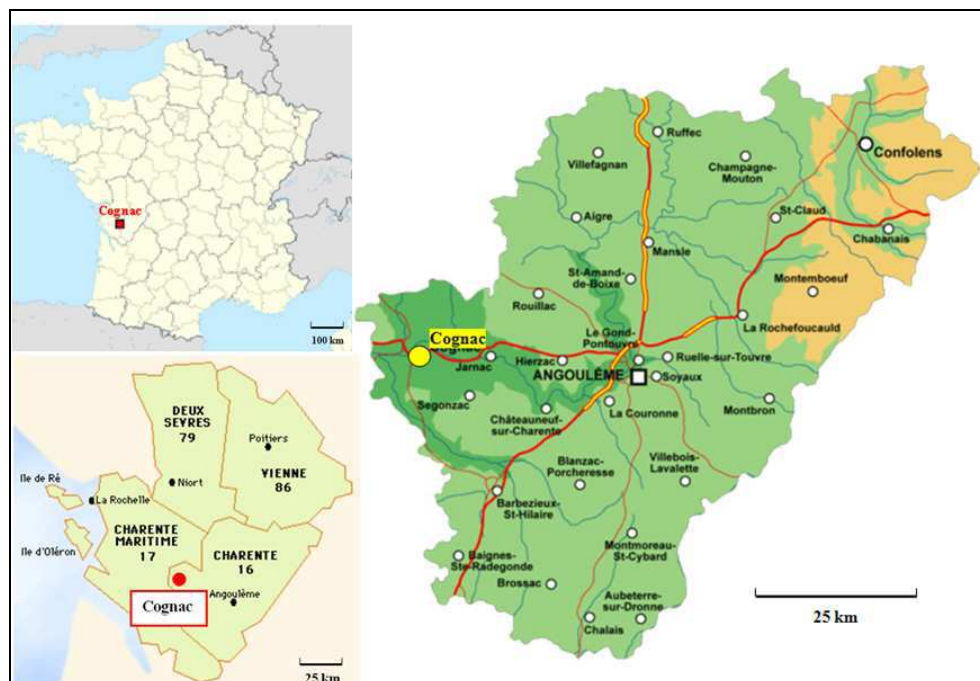 Cognac
100 km
DEUX
SEVRES
79
Poitiers
VIENNE
86
Niort
Ile de Ré
La Rochelle
CHARENTE
MARITIME
17
Ile d'Oléron
CHARENTE
16
Angoulême
Cognac
25 km
Ruffec
Villefagnan
Champagne-
Mouton
Confolens
Aigre
St-Claud
Chabanais
Mansle
St-Amand-
de-Boixe
Montemboeuf
Rouillac
La Rochefoucauld
Cognac
Cognac
Le Gond-
Pontouvre
Jarnac
Hierzac
Ruelle-sur-Touvre
ANGOULÊME
Soyaux
Segonzac
Châteauneuf-
sur-Charente
La Couronne
Montbron
Blanzac-
Porcheresse
Villebois-
Lavalette
Barbezieux-
St-Hilaire
Baignes-
Ste-Radegonde
Montmoreau-
St-Cybard
Brossac
Aubeterre-
sur-Dronne
Chalais
25 km